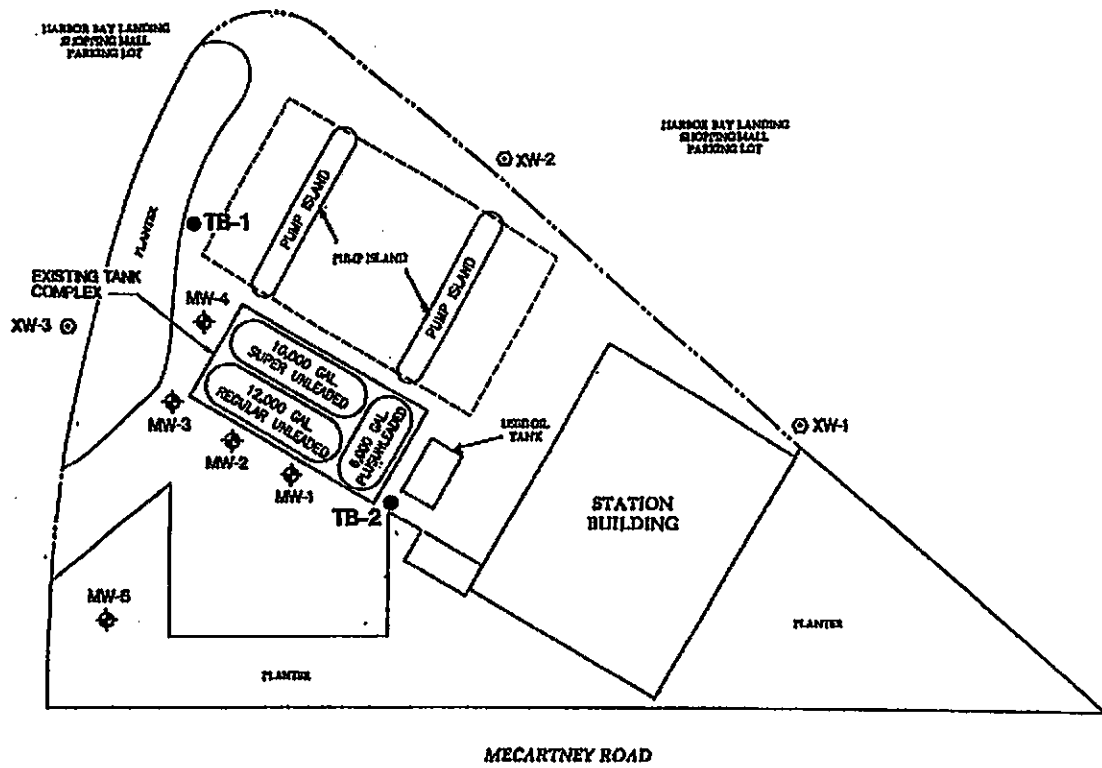 HARBOR BAY LANDING
SHOPPING MALL
PARKING LOT
HARBOR BAY LANDING
SHOPPING MALL
PARKING LOT
XW-2
PUMP ISLAND
TB-1
PLANTER
PUMP ISLAND
PUMP ISLAND
EXISTING TANK
COMPLEX
MW-4
XW-3
10,000 GAL.
SUPER UNLEADED
12,000 GAL.
REGULAR UNLEADED
6,000 GAL.
PLUS UNLEADED
MW-3
MW-2
MW-1
USED OIL
TANK
XW-1
TB-2
STATION
BUILDING
MW-5
PLANTER
PLANTER
MECARTNEY ROAD